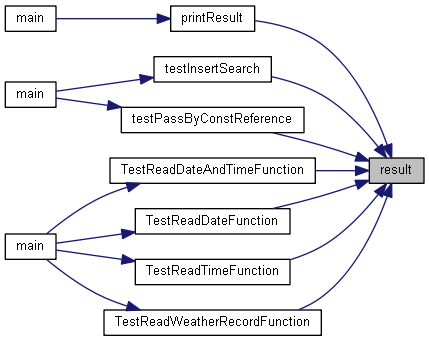 main
printResult
testInsertSearch
main
testPassByConstReference
TestReadDateAndTimeFunction
result
TestReadDateFunction
main
TestReadTimeFunction
TestReadWeatherRecordFunction